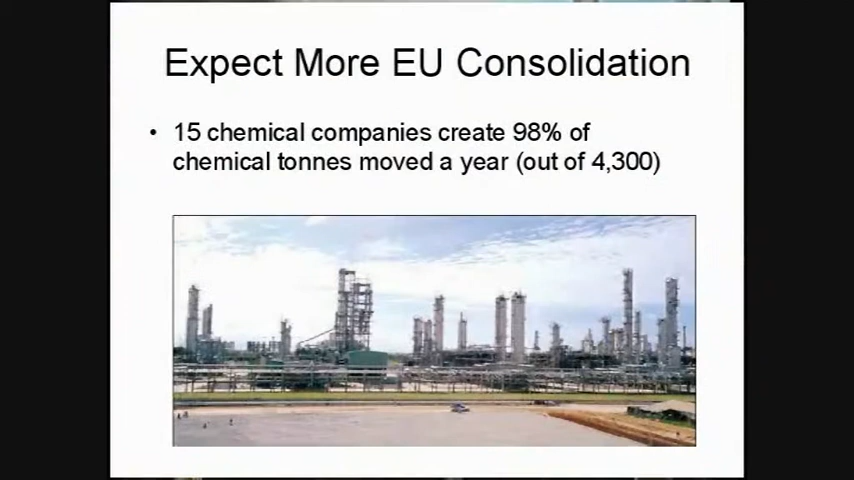 Expect More EU Consolidation
• 15 chemical companies create 98% of
chemical tonnes moved a year (out of 4,300)